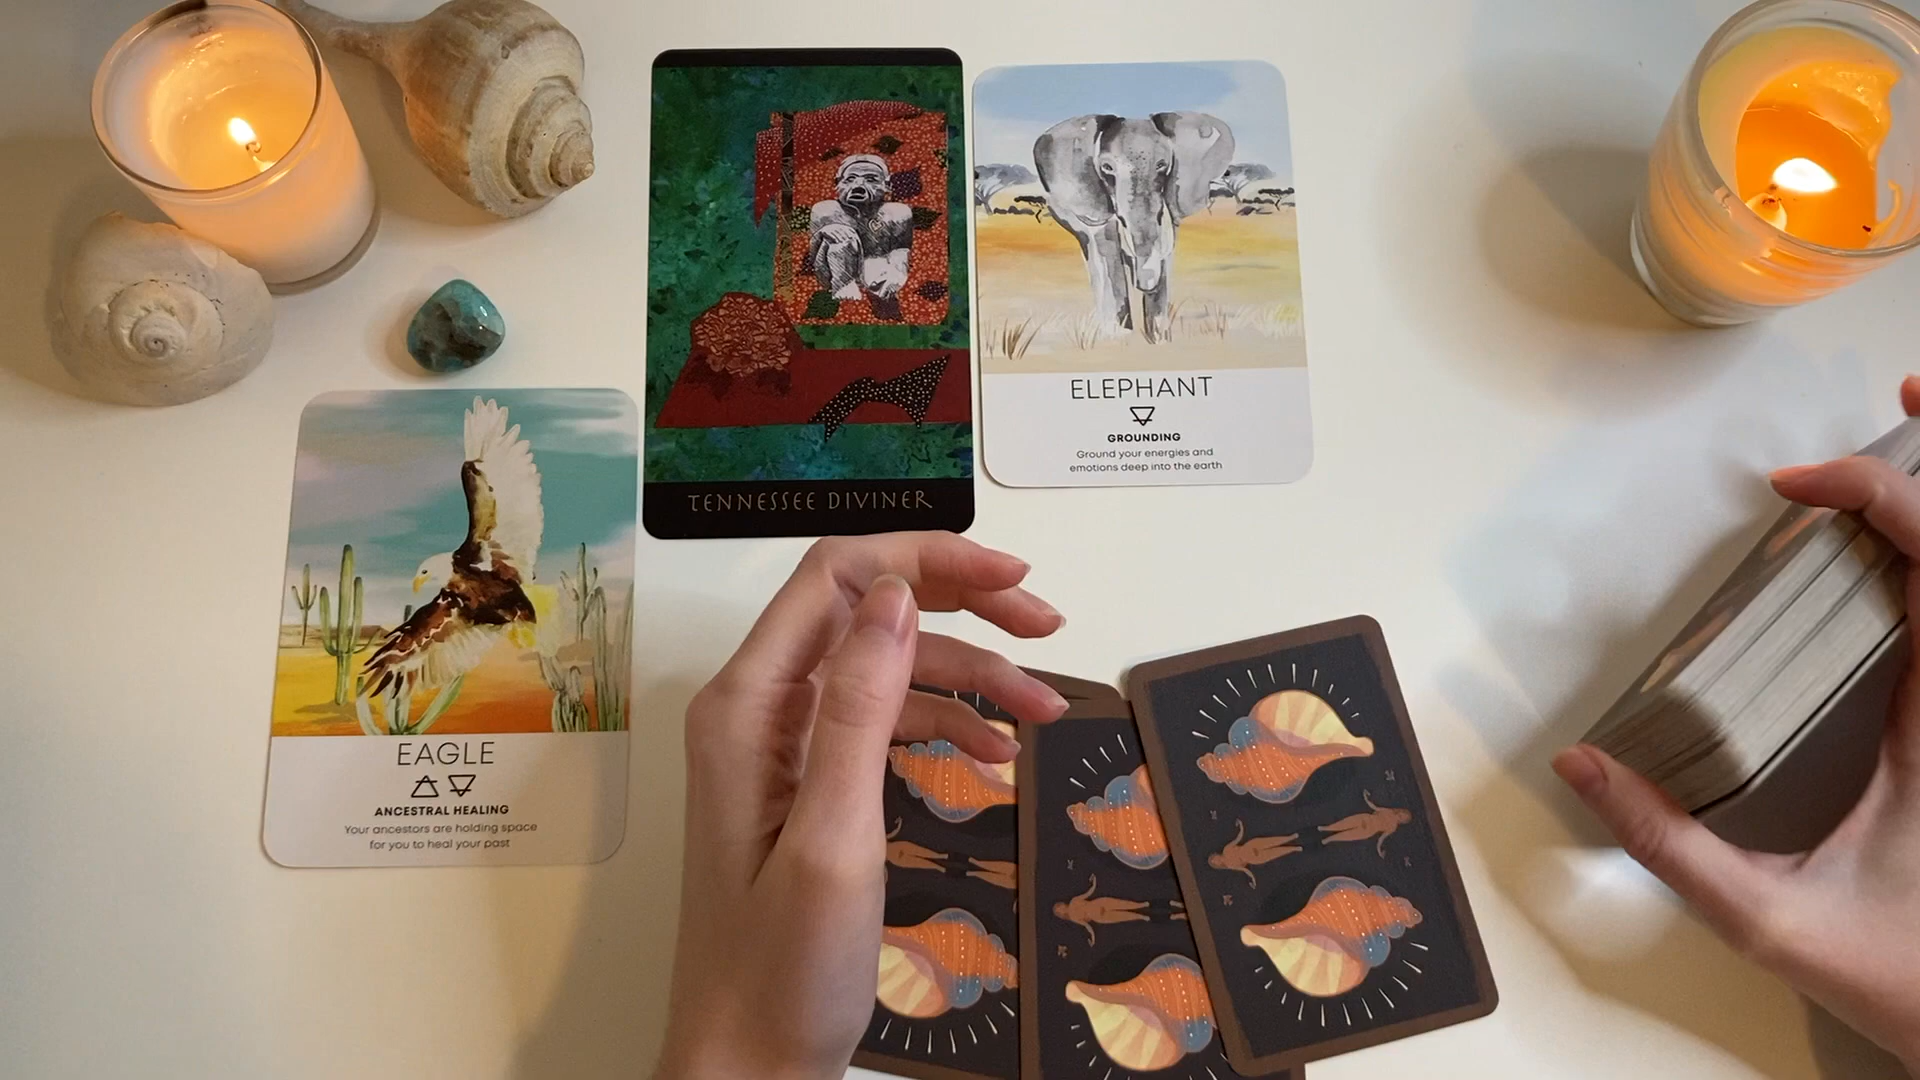 TENNESSEE DIVINER
ELEPHANT
GROUNDING
Ground your energies and
emotions deep into the earth
EAGLE
ANCESTRAL HEALING
Your ancestors are holding space
for you to heal your past